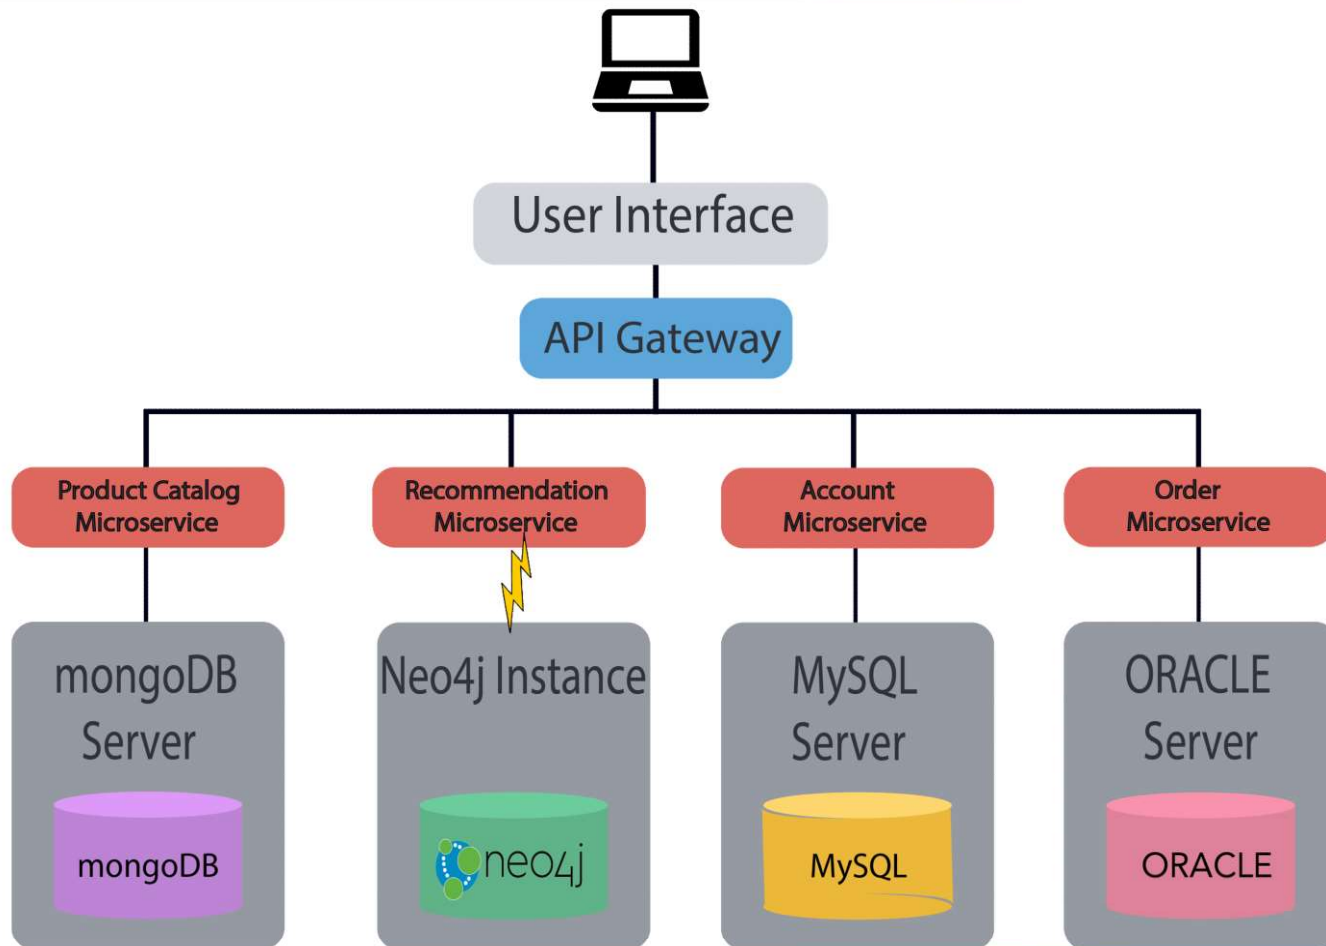 User Interface
API Gateway
Product Catalog
Microservice
Recommendation
Microservice
Account
Microservice
Order
Microservice
mongoDB
Server
Neo4j Instance
MySQL
Server
ORACLE
Server
mongoDB
neo4j
MySQL
ORACLE